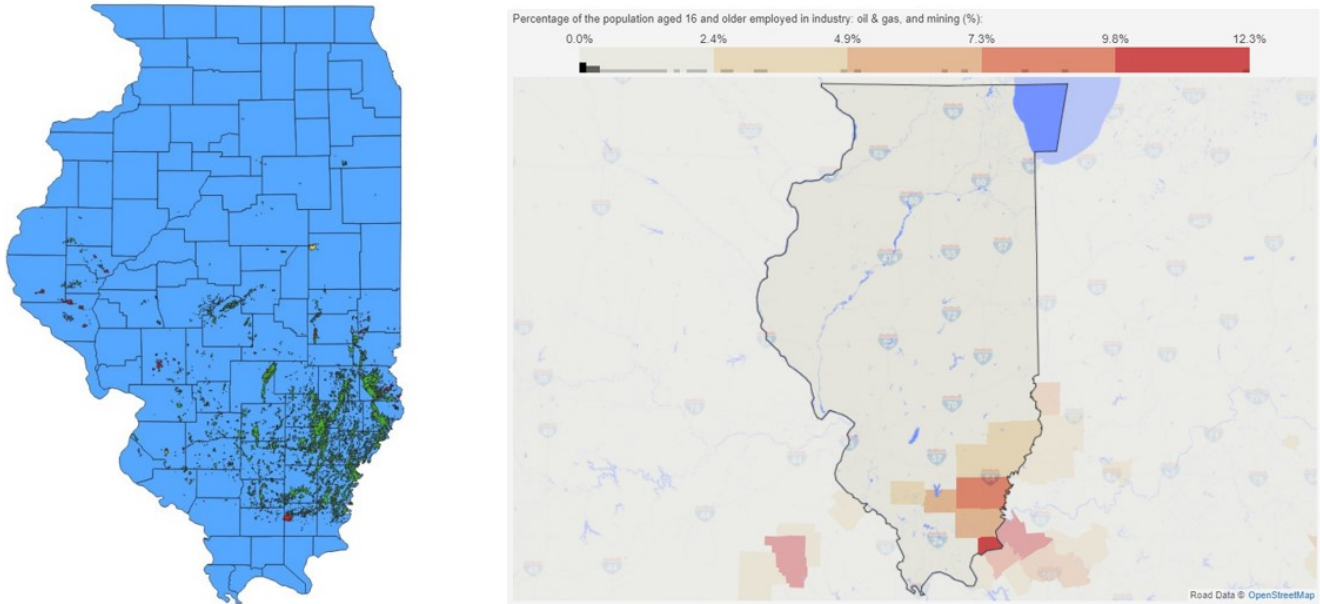 Percentage of the population aged 16 and older employed in industry: oil & gas, and mining (%):
0.0% 2.4% 4.9% 7.3% 9.8% 12.3%
Road Data © OpenStreetMap